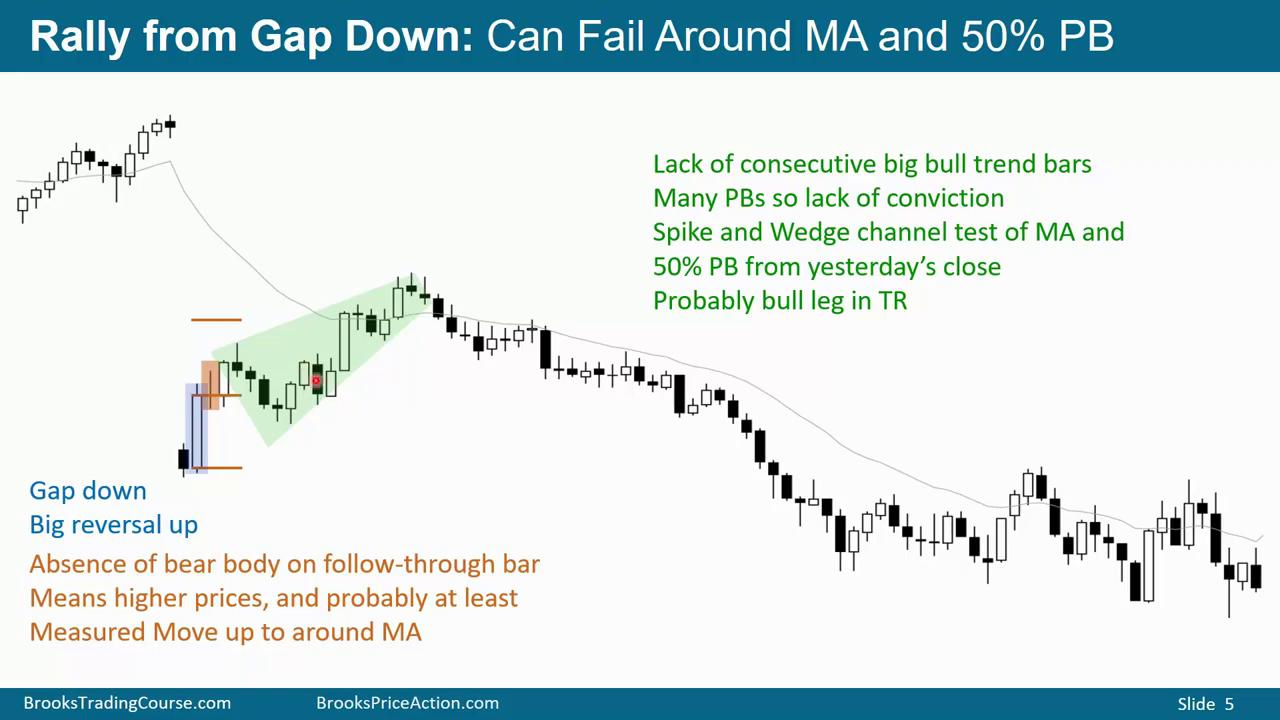 Rally from Gap Down: Can Fail Around MA and 50% PB
Lack of consecutive big bull trend bars
Many PBs so lack of conviction
Spike and Wedge channel test of MA and
50% PB from yesterday’s close
Probably bull leg in TR
Gap down
Big reversal up
Absence of bear body on follow-through bar
Means higher prices, and probably at least
Measured Move up to around MA
BrooksTradingCourse.com
BrooksPriceAction.com
Slide 5